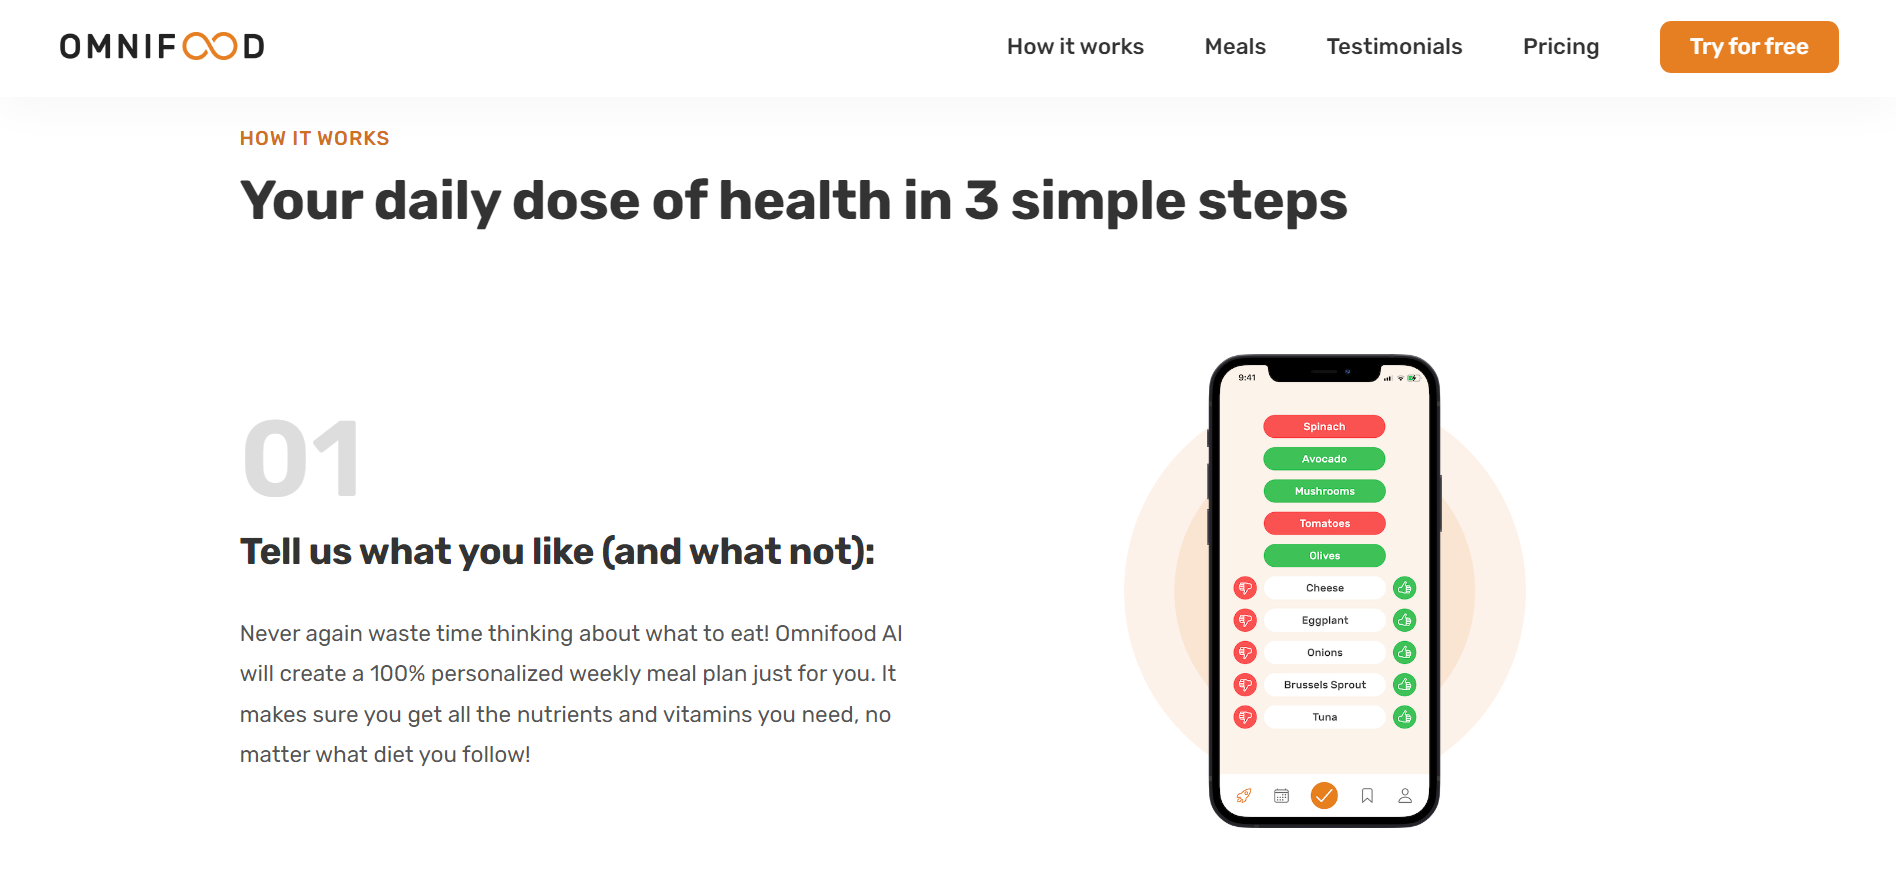 OMNIFOOD
How it works
Meals
Testimonials
Pricing
Try for free
HOW IT WORKS
Your daily dose of health in 3 simple steps
01
Tell us what you like (and what not):
Never again waste time thinking about what to eat! Omnifood AI
will create a 100% personalized weekly meal plan just for you. It
makes sure you get all the nutrients and vitamins you need, no
matter what diet you follow!
9:41
Spinach
Avocado
Mushrooms
Tomatoes
Olives
Cheese
Eggplant
Onions
Brussels Sprout
Tuna